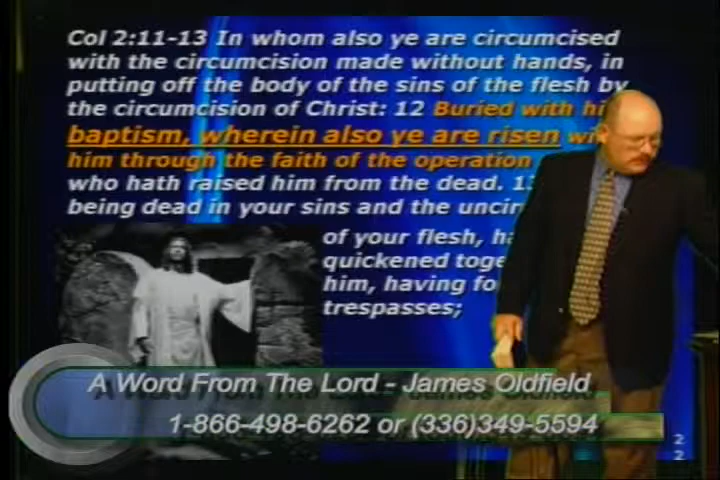 Col 2:11-13 In whom also ye are circumcised
with the circumcision made without hands, in
putting off the body of the sins of the flesh by
the circumcision of Christ: 12 Buried with
baptism, wherein also ye are risen
him through the faith of the operation
who hath raised him from the dead.
being dead in your sins and the
of your flesh,
quickened
him, having
trespasses;
A Word From The Lord - James Oldfield
1-866-498-6262 or (336)349-5594
2
2